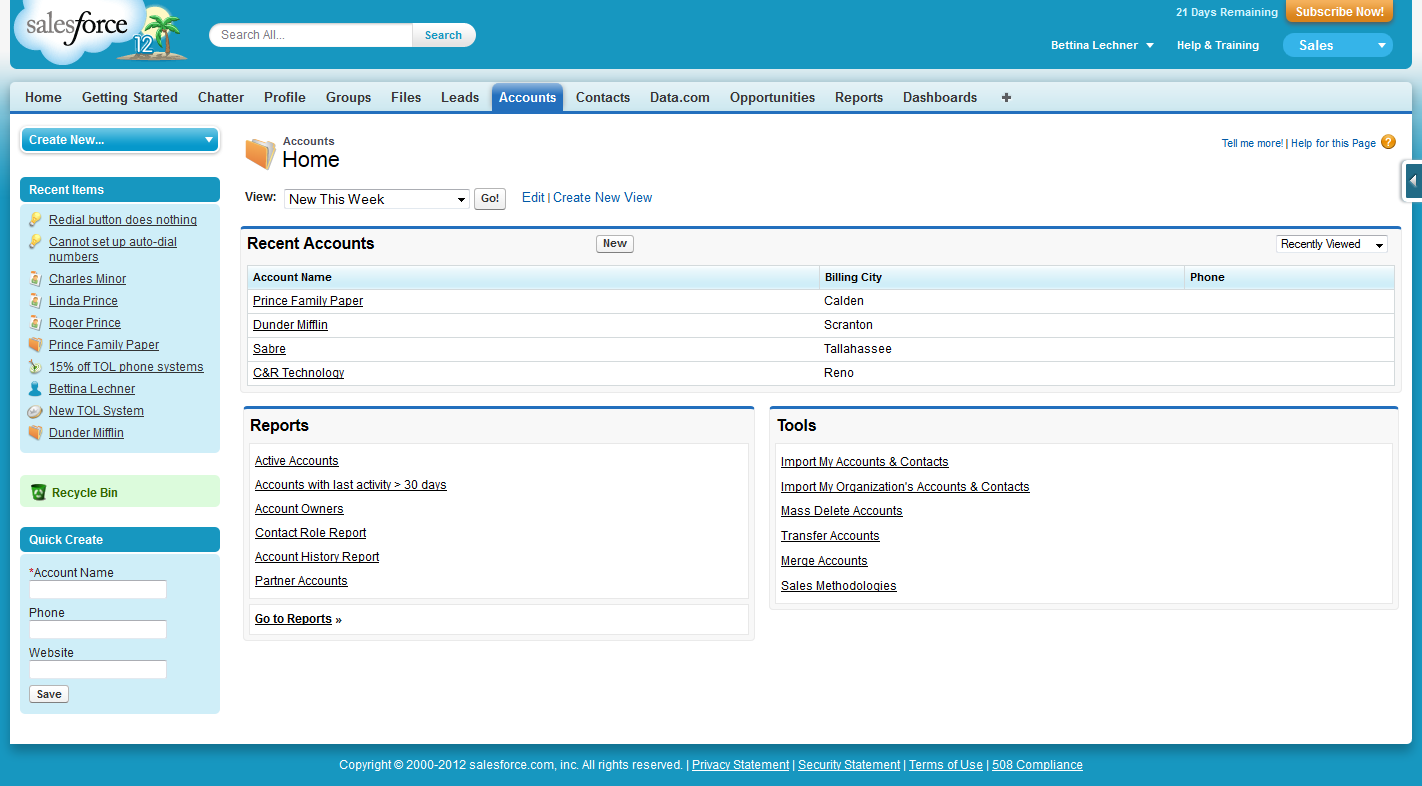 salesforce
12
Search All...
Search
21 Days Remaining
Subscribe Now!
Bettina Lechner
Help & Training
Sales
Home
Getting Started
Chatter
Profile
Groups
Files
Leads
Accounts
Contacts
Data.com
Opportunities
Reports
Dashboards
+
Create New...
Recent Items
Redial button does nothing
Cannot set up auto-dial
numbers
Charles Minor
Linda Prince
Roger Prince
Prince Family Paper
15% off TOL phone systems
Bettina Lechner
New TOL System
Dunder Mifflin
Recycle Bin
Quick Create
*Account Name
Phone
Website
Save
Accounts
Home
Tell me more! | Help for this Page ?
View:
New This Week
Go!
Edit | Create New View
Recent Accounts
New
Recently Viewed
Account Name Billing City Phone
Prince Family Paper Calden
Dunder Mifflin Scranton
Sabre Tallahassee
C&R Technology Reno
Reports
Active Accounts
Accounts with last activity > 30 days
Account Owners
Contact Role Report
Account History Report
Partner Accounts
Go to Reports »
Tools
Import My Accounts & Contacts
Import My Organization's Accounts & Contacts
Mass Delete Accounts
Transfer Accounts
Merge Accounts
Sales Methodologies
Copyright © 2000-2012 salesforce.com, inc. All rights reserved. | Privacy Statement | Security Statement | Terms of Use | 508 Compliance